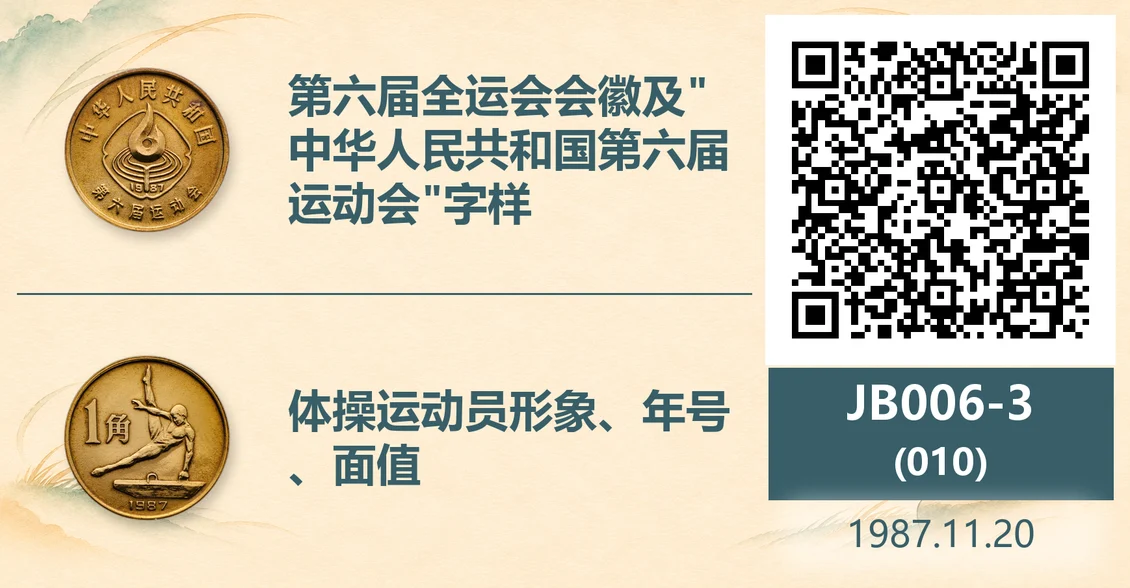 中华人民共和国
1987
第六届运动会
第六届全运会会徽及"
中华人民共和国第六届
运动会"字样
1角
1987
体操运动员形象、年号
、面值
JB006-3
(010)
1987.11.20